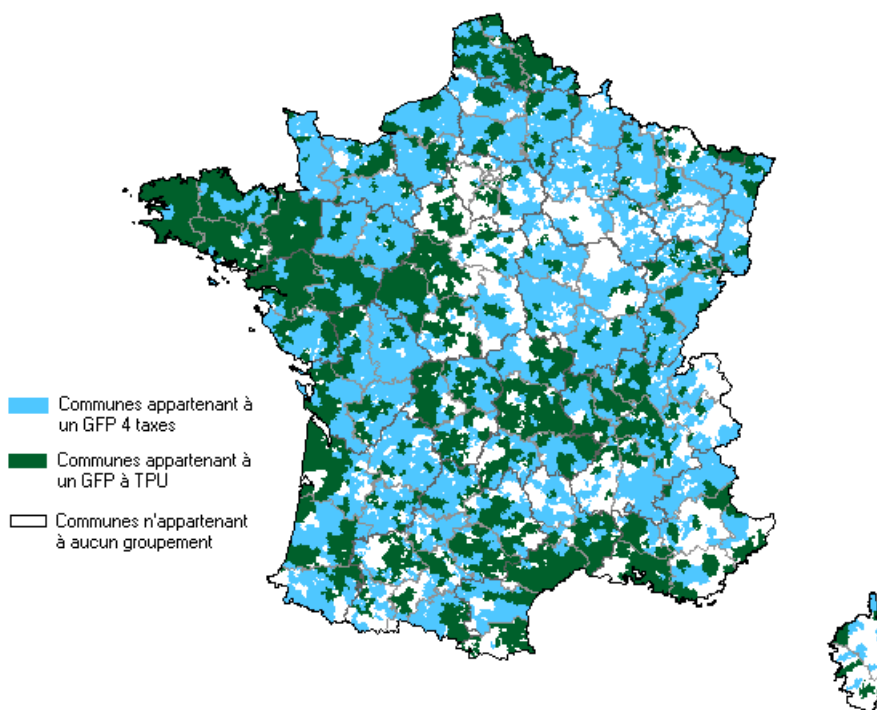 Communes appartenant à
un GFP 4 taxes
Communes appartenant à
un GFP à TPU
Communes n'appartenant
à aucun groupement